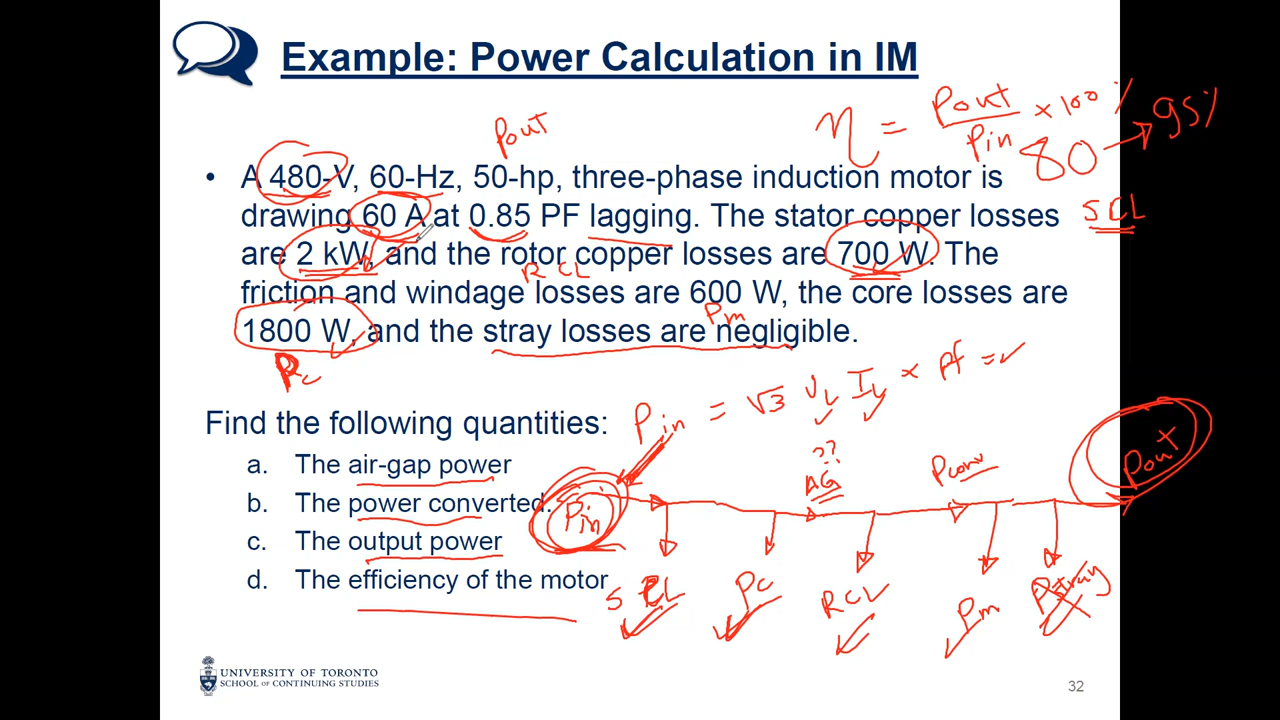 Example: Power Calculation in IM
η = Pout / Pin × 100 %
80 → 95 %
Pout
• A 480-V, 60-Hz, 50-hp, three-phase induction motor is
drawing 60 A at 0.85 PF lagging. The stator copper losses
SCL
are 2 kW, and the rotor copper losses are 700 W. The
RCL
friction and windage losses are 600 W, the core losses are
Pm
1800 W, and the stray losses are negligible.
Pc
Pin = √3 VL IL × Pf = ✓
Find the following quantities:
a. The air-gap power
b. The power converted.
c. The output power
d. The efficiency of the motor
??
AG
Pconv
Pout
Pin
SCL
Pc
RCL
Pm
Pstray
UNIVERSITY OF TORONTO
SCHOOL OF CONTINUING STUDIES
32